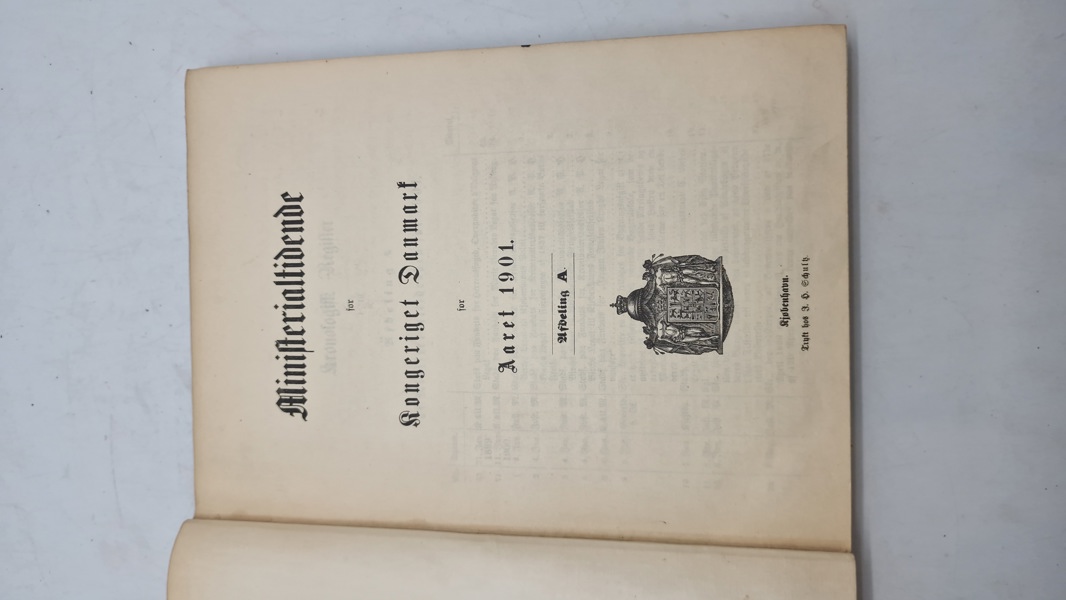 Ministerialtidende
for
Kongeriget Danmark
for
Aaret 1901.
Afdeling A.
Kjøbenhavn.
Trykt hos J. H. Schultz.